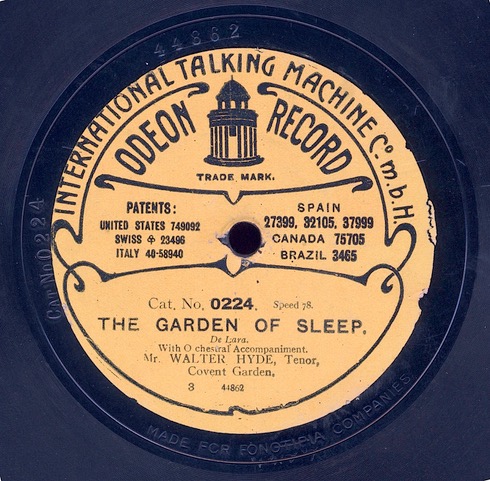 44862
INTERNATIONAL TALKING MACHINE Co. m.b.H.
ODEON RECORD
TRADE MARK.
PATENTS:
UNITED STATES 749092
SWISS ✠ 23496
ITALY 40-58940
SPAIN
27399, 32105, 37999
CANADA 75705
BRAZIL 3465
Cat. No. 0224. Speed 78.
THE GARDEN OF SLEEP.
De Lara.
With O chestral Accompaniment.
Mr. WALTER HYDE, Tenor,
Covent Garden,
3 44862
Cat. No. 0224
MADE FOR FONOTIPIA COMPANIES